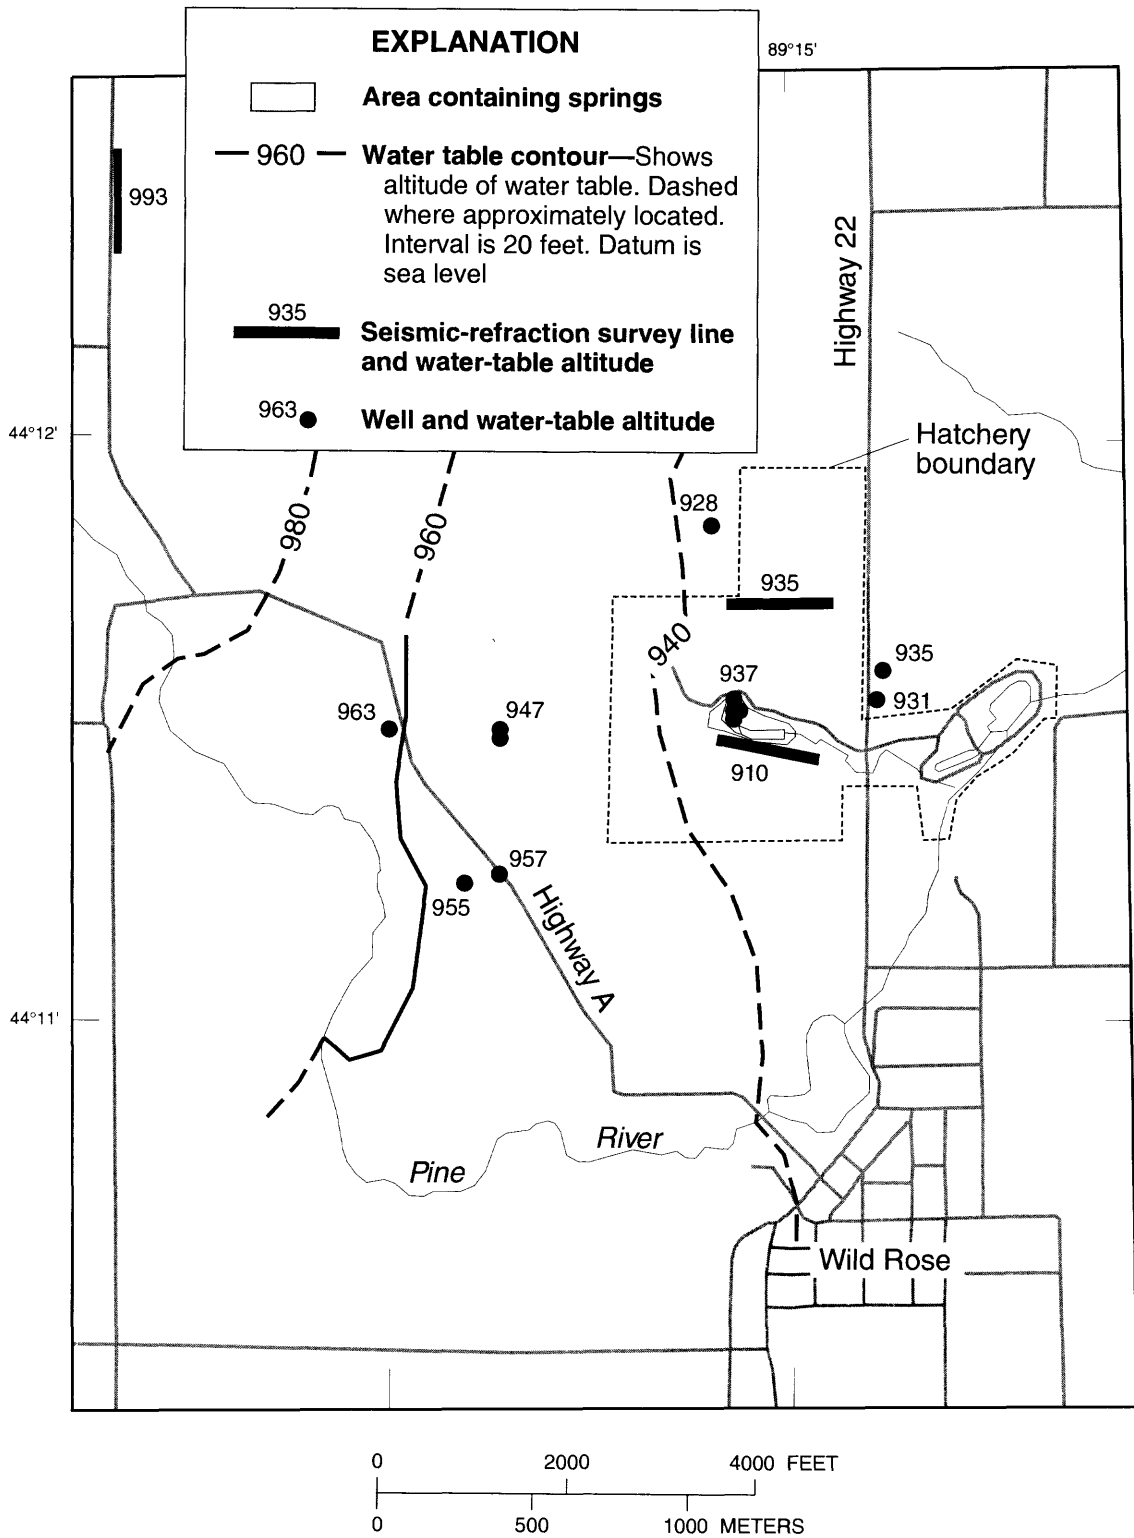 EXPLANATION
89°15'
Area containing springs
960
Water table contour—Shows
altitude of water table. Dashed
where approximately located.
Interval is 20 feet. Datum is
sea level
993
935
Seismic-refraction survey line
and water-table altitude
963
Well and water-table altitude
Highway 22
44°12'
Hatchery
boundary
980
960
928
935
940
935
937
931
963
947
910
957
955
Highway A
44°11'
River
Pine
Wild Rose
0 2000 4000 FEET
0 500 1000 METERS